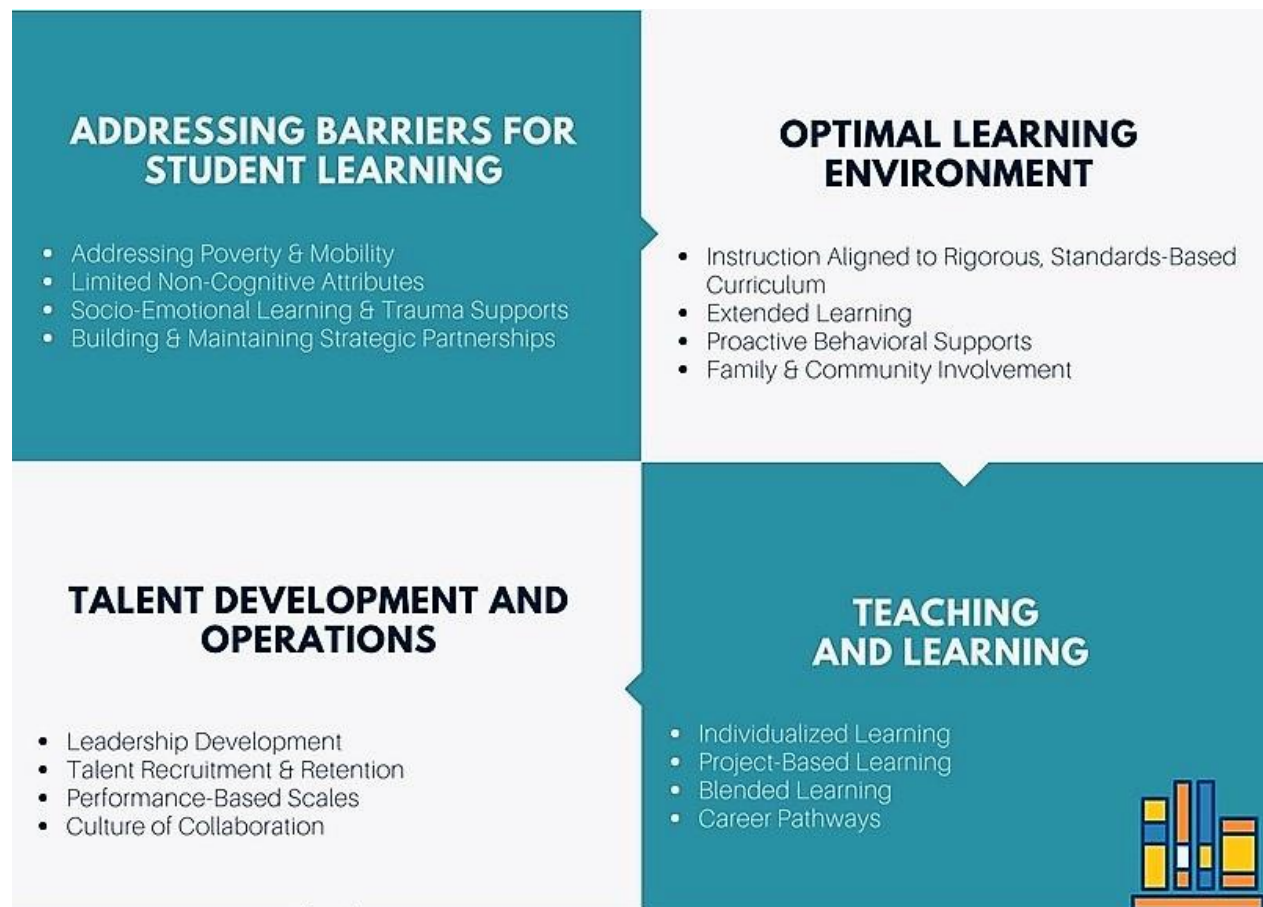 ADDRESSING BARRIERS FOR
STUDENT LEARNING
• Addressing Poverty & Mobility
• Limited Non-Cognitive Attributes
• Socio-Emotional Learning & Trauma Supports
• Building & Maintaining Strategic Partnerships
OPTIMAL LEARNING
ENVIRONMENT
• Instruction Aligned to Rigorous, Standards-Based
Curriculum
• Extended Learning
• Proactive Behavioral Supports
• Family & Community Involvement
TALENT DEVELOPMENT AND
OPERATIONS
• Leadership Development
• Talent Recruitment & Retention
• Performance-Based Scales
• Culture of Collaboration
TEACHING
AND LEARNING
• Individualized Learning
• Project-Based Learning
• Blended Learning
• Career Pathways